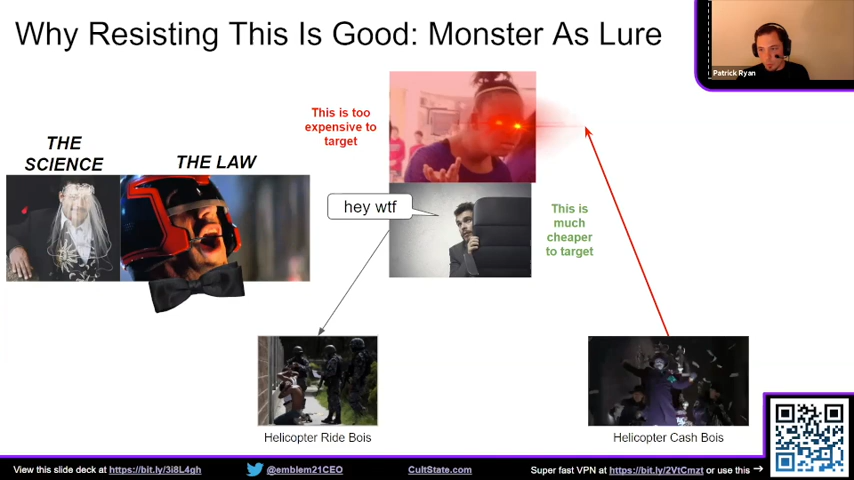 Why Resisting This Is Good: Monster As Lure
Patrick Ryan
This is too
expensive to
target
THE
SCIENCE
THE LAW
hey wtf
This is
much
cheaper
to target
Helicopter Ride Bois
Helicopter Cash Bois
View this slide deck at https://bit.ly/3i8L4gh
@emblem21CEO
CultState.com
Super fast VPN at https://bit.ly/2VtCmzt or use this →